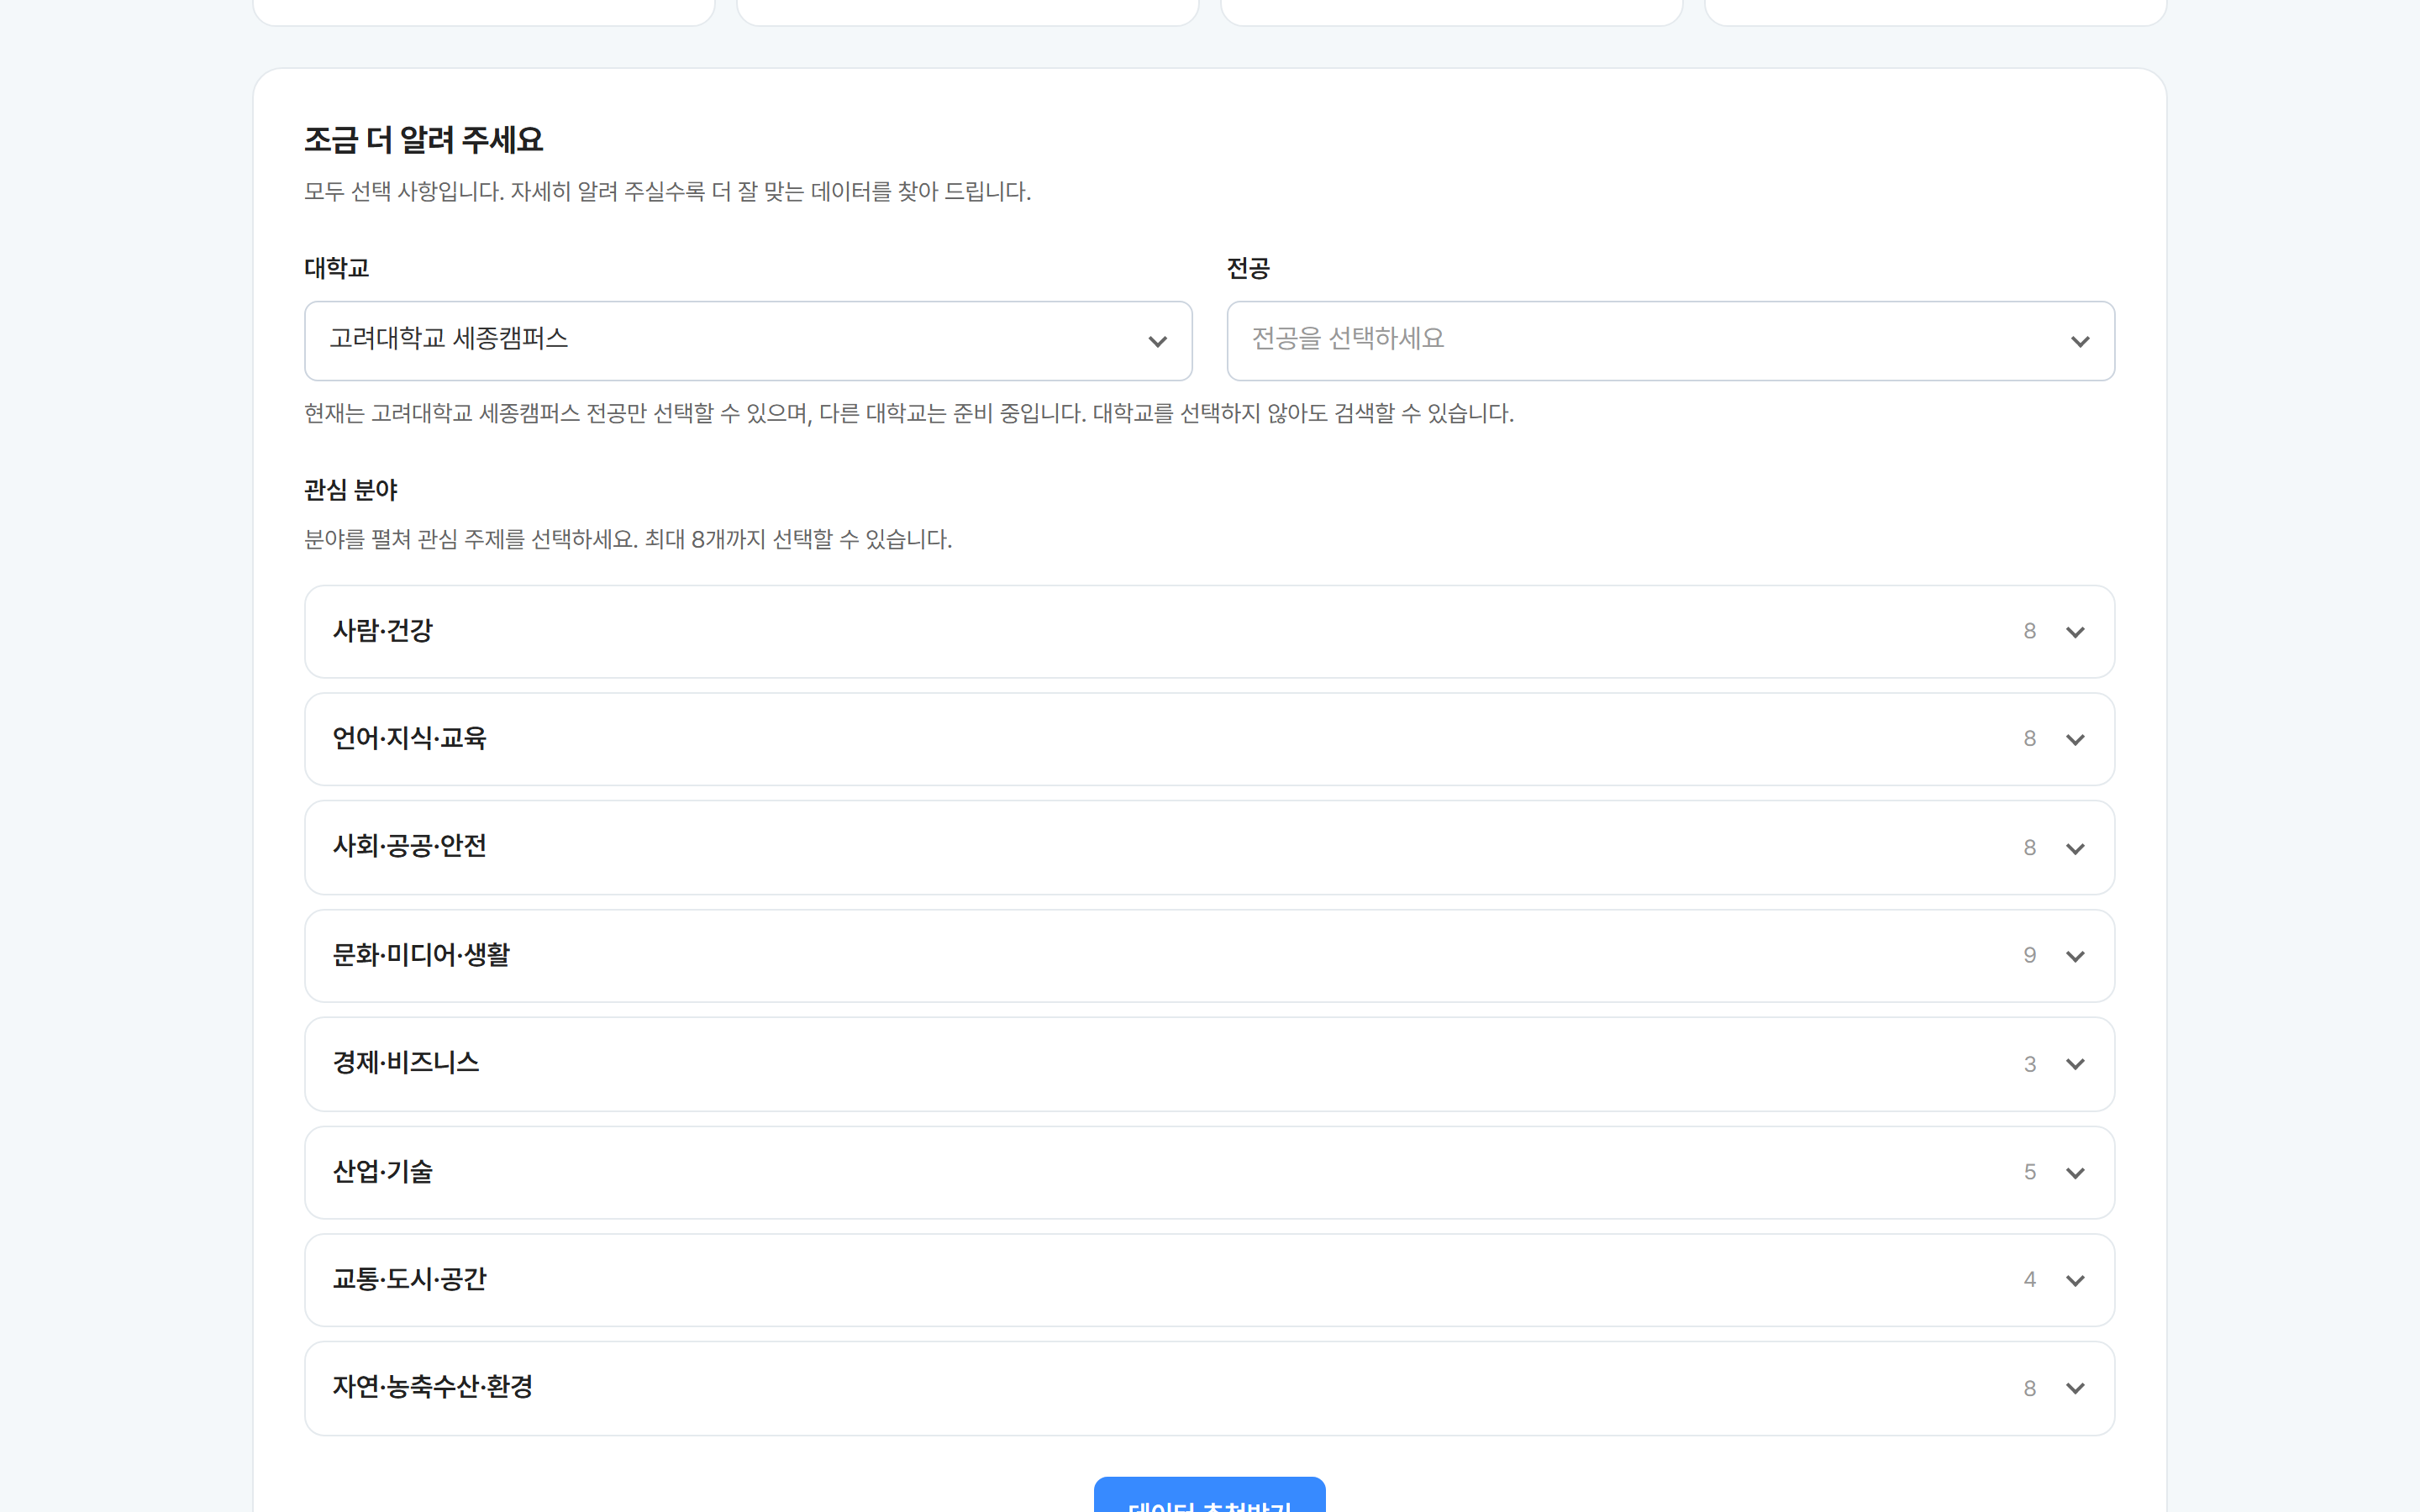 조금 더 알려 주세요
모두 선택 사항입니다. 자세히 알려 주실수록 더 잘 맞는 데이터를 찾아 드립니다.
대학교
전공
고려대학교 세종캠퍼스
전공을 선택하세요
현재는 고려대학교 세종캠퍼스 전공만 선택할 수 있으며, 다른 대학교는 준비 중입니다. 대학교를 선택하지 않아도 검색할 수 있습니다.
관심 분야
분야를 펼쳐 관심 주제를 선택하세요. 최대 8개까지 선택할 수 있습니다.
사람·건강 8
언어·지식·교육 8
사회·공공·안전 8
문화·미디어·생활 9
경제·비즈니스 3
산업·기술 5
교통·도시·공간 4
자연·농축수산·환경 8
데이터 추천받기